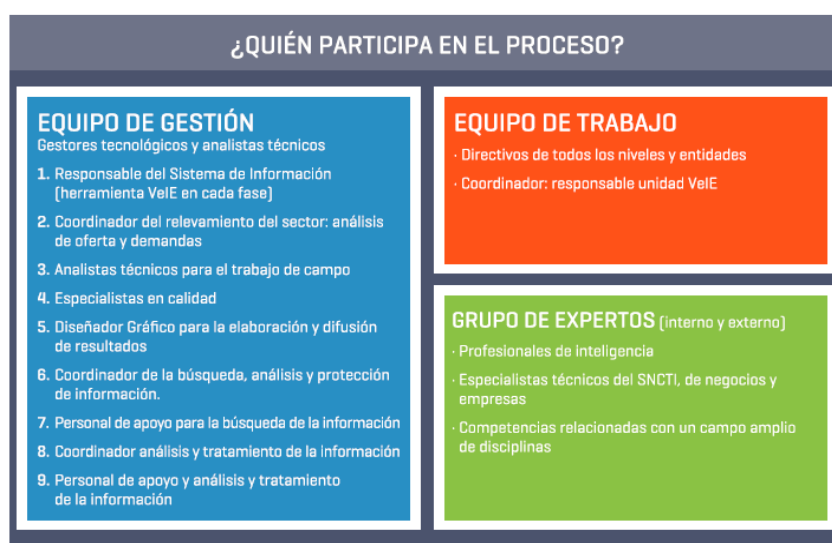 ¿QUIÉN PARTICIPA EN EL PROCESO?
EQUIPO DE GESTIÓN
Gestores tecnológicos y analistas técnicos
1. Responsable del Sistema de Información
(herramienta VeIE en cada fase)
2. Coordinador del relevamiento del sector: análisis
de oferta y demandas
3. Analistas técnicos para el trabajo de campo
4. Especialistas en calidad
5. Diseñador Gráfico para la elaboración y difusión
de resultados
6. Coordinador de la búsqueda, análisis y protección
de información.
7. Personal de apoyo para la búsqueda de la información
8. Coordinador análisis y tratamiento de la información
9. Personal de apoyo y análisis y tratamiento
de la información
EQUIPO DE TRABAJO
· Directivos de todos los niveles y entidades
· Coordinador: responsable unidad VeIE
GRUPO DE EXPERTOS (interno y externo)
· Profesionales de inteligencia
· Especialistas técnicos del SNCTI, de negocios y
empresas
· Competencias relacionadas con un campo amplio
de disciplinas